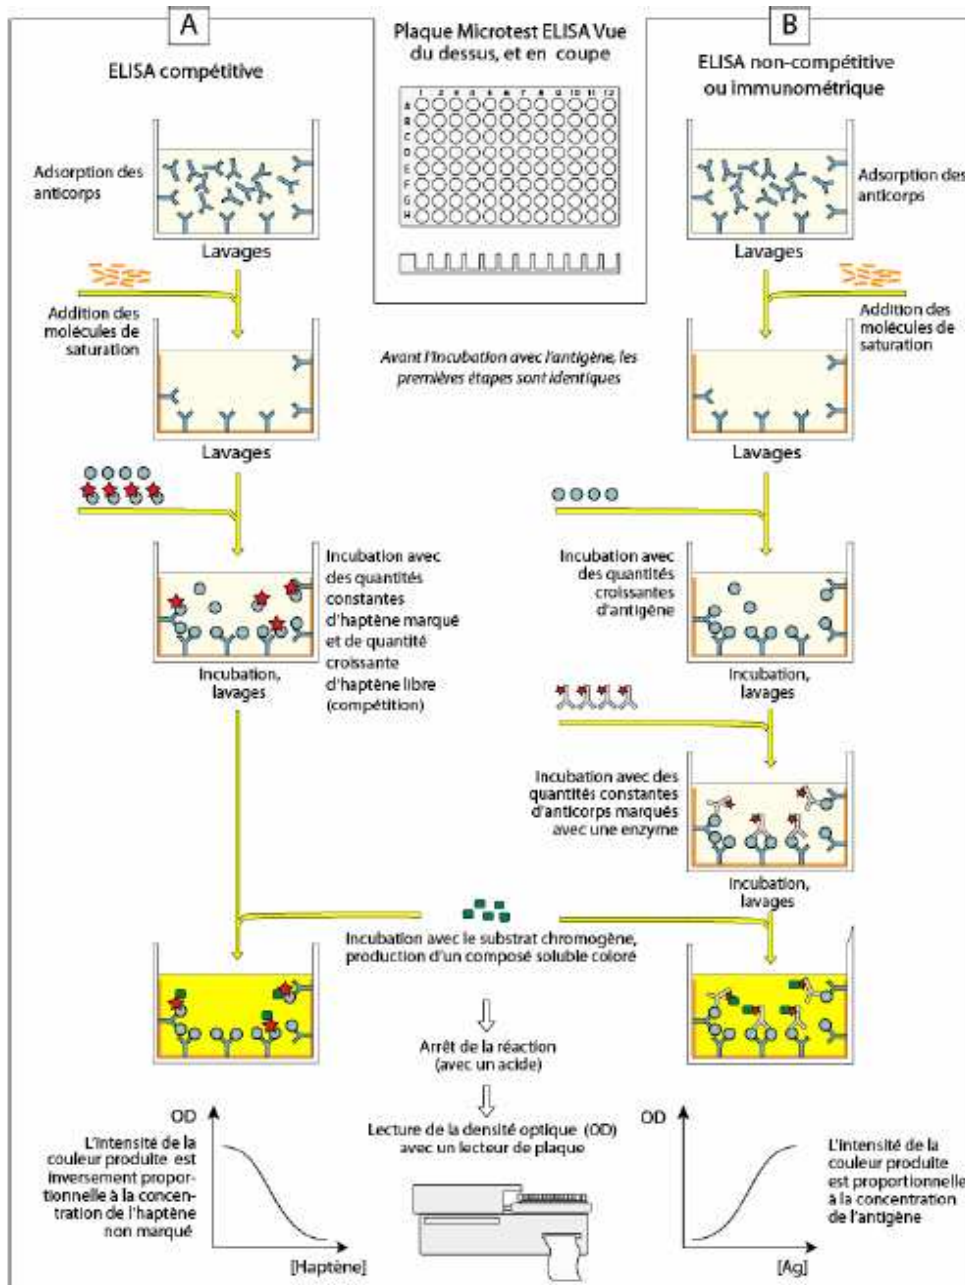 A
ELISA compétitive
Plaque Microtest ELISA Vue
du dessus, et en coupe
1 2 3 4 5 6 7 8 9 10 11 12
A
B
C
D
E
F
G
H
B
ELISA non-compétitive
ou immunométrique
Adsorption des
anticorps
Lavages
Adsorption des
anticorps
Lavages
Addition des
molécules de
saturation
Addition des
molécules de
saturation
Avant l'incubation avec l'antigène, les
premières étapes sont identiques
Lavages
Lavages
Incubation avec
des quantités
constantes
d'haptène marqué
et de quantité
croissante
d'haptène libre
(compétition)
Incubation,
lavages
Incubation avec
des quantités
croissantes
d'antigène
Incubation,
lavages
Incubation avec des
quantités constantes
d'anticorps marqués
avec une enzyme
Incubation,
lavages
Incubation avec le substrat chromogène,
production d'un composé soluble coloré
Arrêt de la réaction
(avec un acide)
Lecture de la densité optique (OD)
avec un lecteur de plaque
OD
L'intensité de la
couleur produite est
inversement propor-
tionnelle à la concen-
tration de l'haptène
non marqué
[Haptène]
OD
L'intensité de la
couleur produite
est proportionnelle
à la concentration
de l'antigène
[Ag]